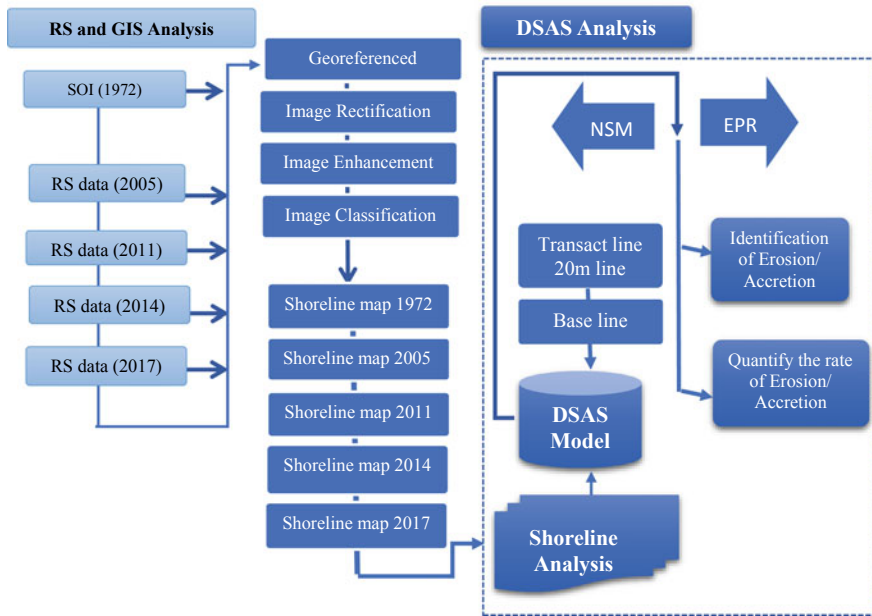 RS and GIS Analysis
SOI (1972)
RS data (2005)
RS data (2011)
RS data (2014)
RS data (2017)
Georeferenced
Image Rectification
Image Enhancement
Image Classification
Shoreline map 1972
Shoreline map 2005
Shoreline map 2011
Shoreline map 2014
Shoreline map 2017
DSAS Analysis
NSM
EPR
Transact line
20m line
Base line
DSAS
Model
Shoreline
Analysis
Identification
of Erosion/
Accretion
Quantify the rate
of Erosion/
Accretion